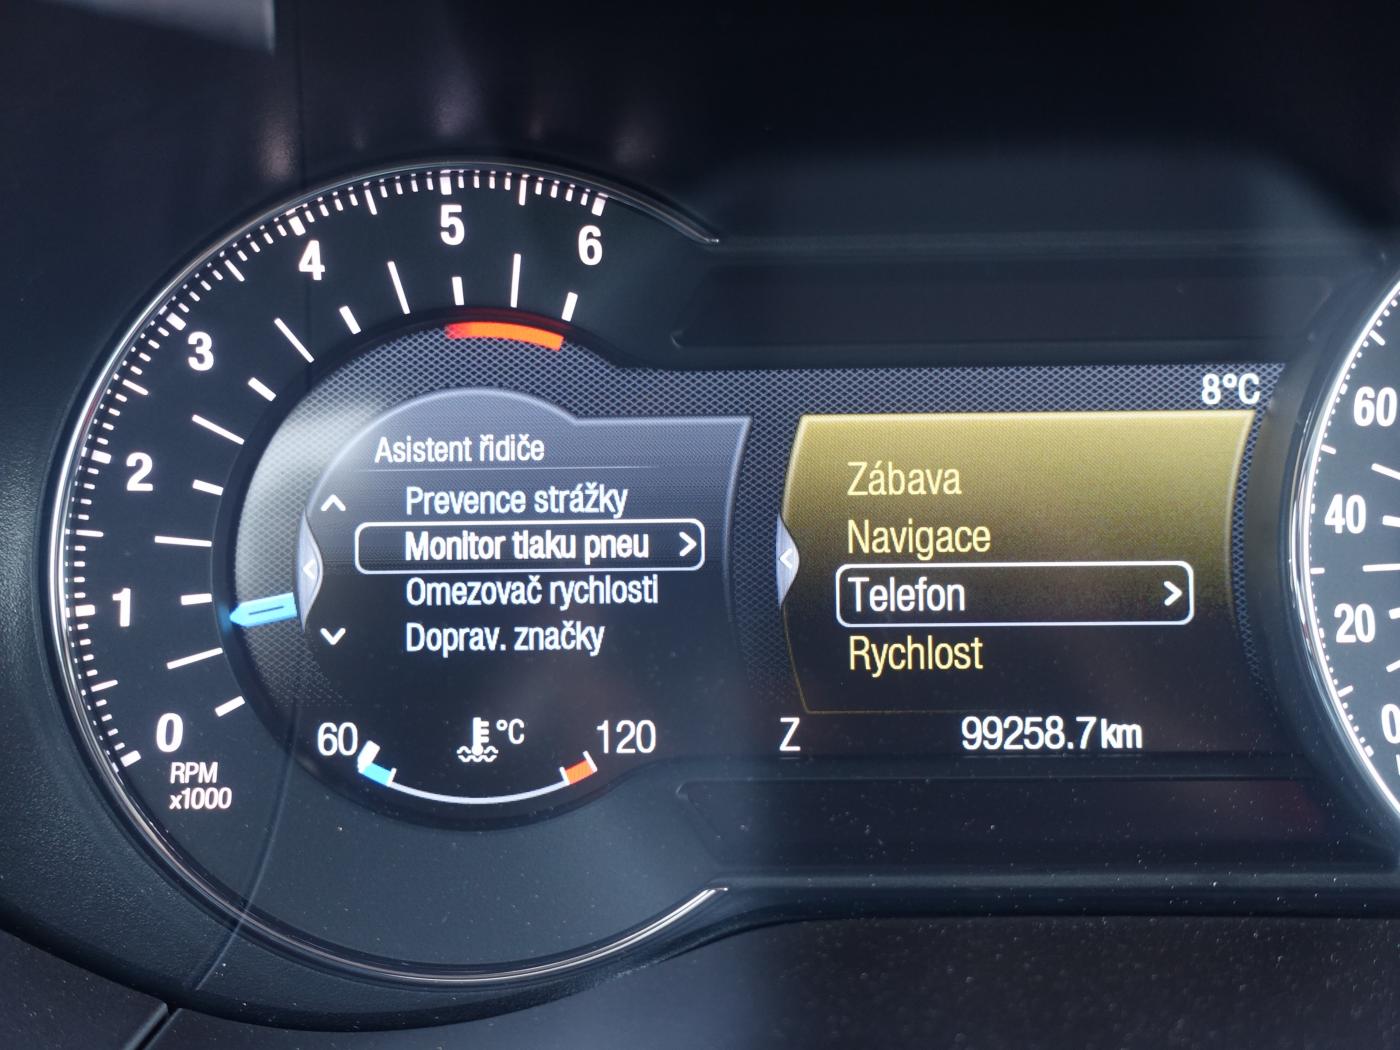 6
5
4
3
2
1
0
RPM
x1000
8°C
Asistent řidiče
Prevence strážky
Monitor tlaku pneu
Omezovač rychlosti
Doprav. značky
60 °C 120
Zábava
Navigace
Telefon
Rychlost
Z 99258.7 km
60
40
20
0